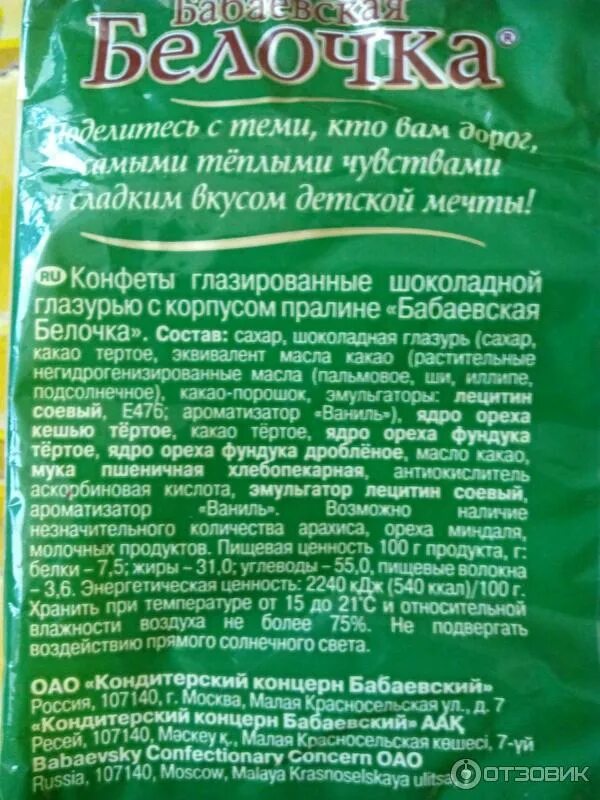 Бабаевская
Белочка®
Поделитесь с теми, кто вам дорог,
самыми тёплыми чувствами
и сладким вкусом детской мечты!
RU Конфеты глазированные шоколадной
глазурью с корпусом пралине «Бабаевская
Белочка». Состав: сахар, шоколадная глазурь (сахар,
какао тертое, эквивалент масла какао (растительные
негидрогенизированные масла (пальмовое, ши, иллипе,
подсолнечное), какао-порошок, эмульгаторы: лецитин
соевый, Е476; ароматизатор «Ваниль»), ядро ореха
кешью тёртое, какао тёртое, ядро ореха фундука
тёртое, ядро ореха фундука дроблёное, масло какао,
мука пшеничная хлебопекарная, антиокислитель
аскорбиновая кислота, эмульгатор лецитин соевый,
ароматизатор «Ваниль». Возможно наличие
незначительного количества арахиса, ореха миндаля,
молочных продуктов. Пищевая ценность 100 г продукта, г:
белки – 7,5; жиры – 31,0; углеводы – 55,0, пищевые волокна
– 3,6. Энергетическая ценность: 2240 кДж (540 ккал)/100 г.
Хранить при температуре от 15 до 21°С и относительной
влажности воздуха не более 75%. Не подвергать
воздействию прямого солнечного света.
ОАО «Кондитерский концерн Бабаевский»
Россия, 107140, г. Москва, Малая Красносельская ул., д. 7
«Кондитерский концерн Бабаевский» ААҚ
Ресей, 107140, Мәскеу қ., Малая Красносельская көшесі, 7-үй
Babaevsky Confectionary Concern ОАО
Russia, 107140, Moscow, Malaya Krasnoselskaya ulitsa
ОТЗОВИК